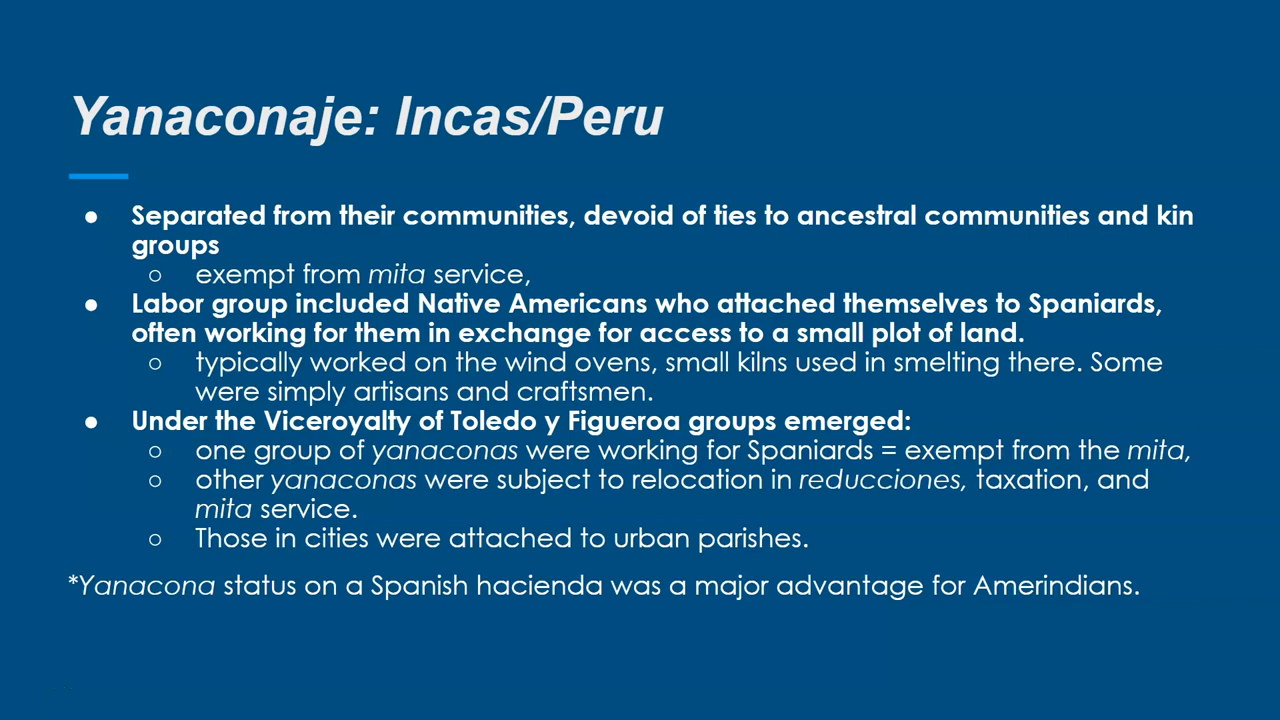 Yanaconaje: Incas/Peru
● Separated from their communities, devoid of ties to ancestral communities and kin
groups
○ exempt from mita service,
● Labor group included Native Americans who attached themselves to Spaniards,
often working for them in exchange for access to a small plot of land.
○ typically worked on the wind ovens, small kilns used in smelting there. Some
were simply artisans and craftsmen.
● Under the Viceroyalty of Toledo y Figueroa groups emerged:
○ one group of yanaconas were working for Spaniards = exempt from the mita,
○ other yanaconas were subject to relocation in reducciones, taxation, and
mita service.
○ Those in cities were attached to urban parishes.
*Yanacona status on a Spanish hacienda was a major advantage for Amerindians.